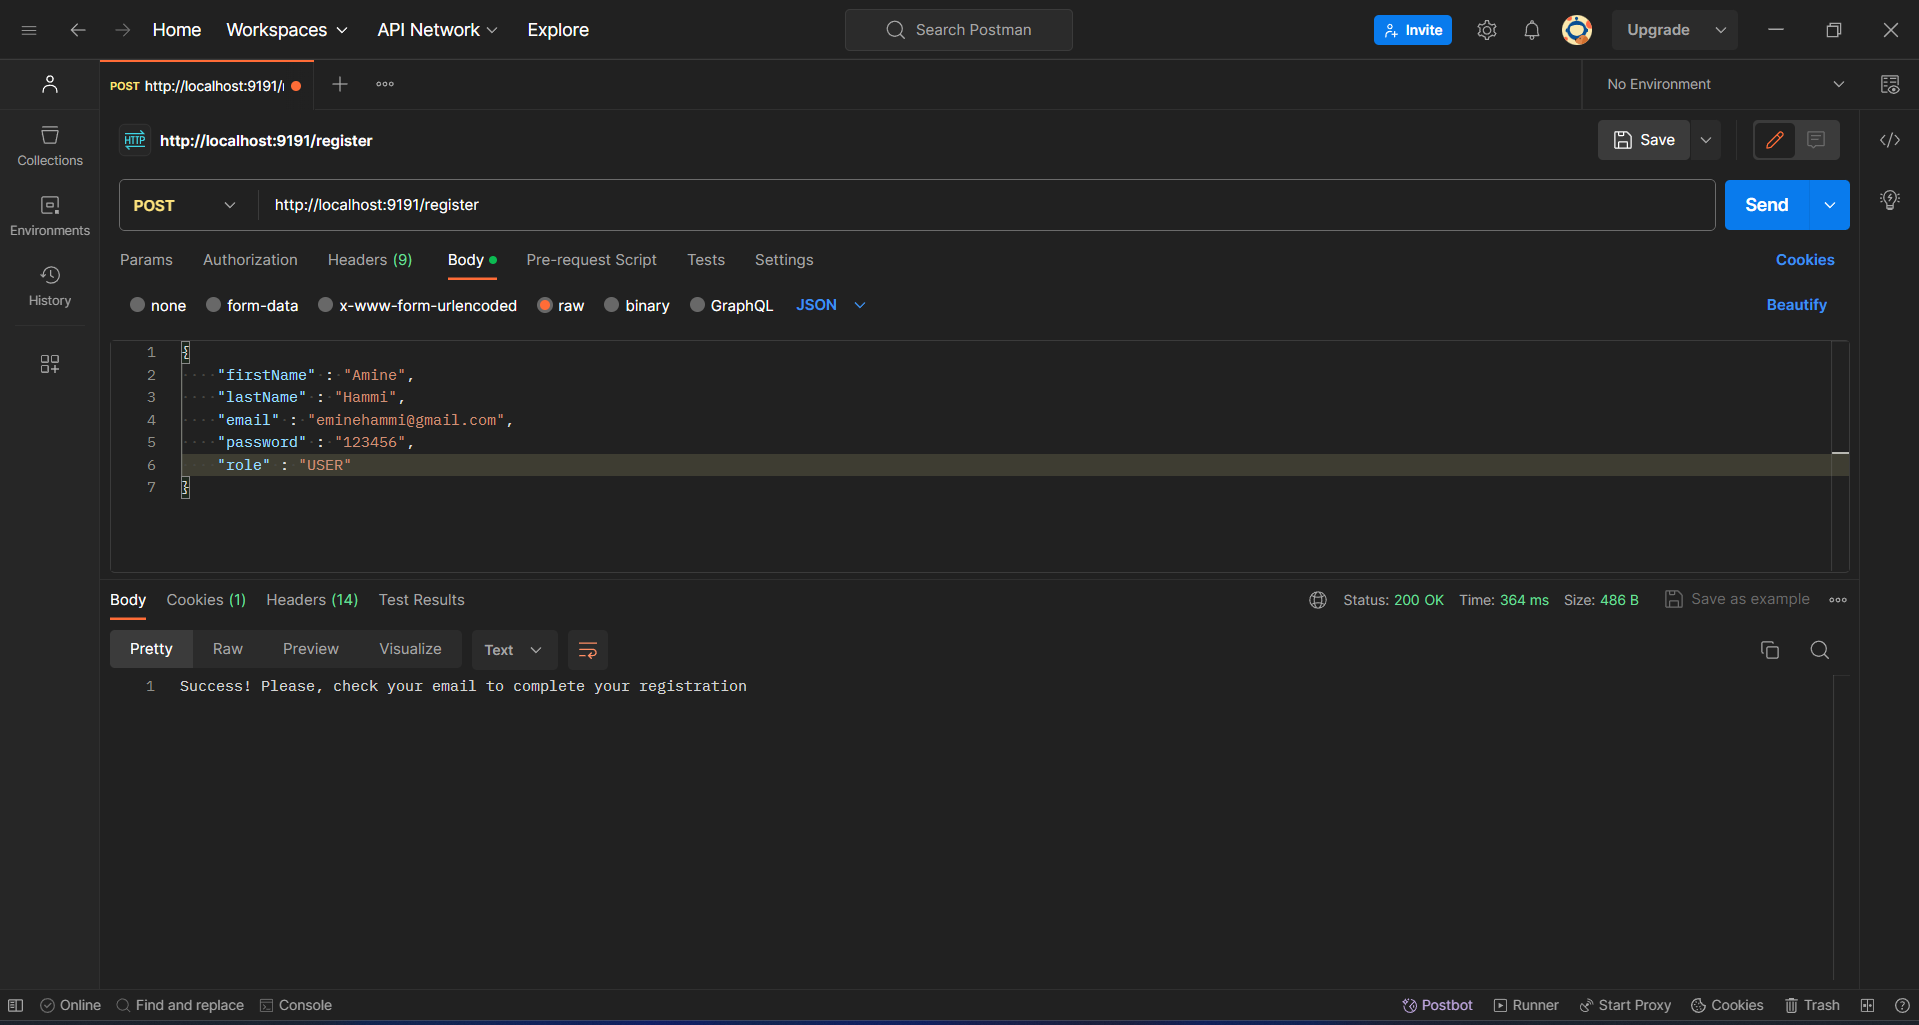 Home Workspaces API Network Explore Search Postman Invite Upgrade
POST http://localhost:9191/ No Environment
HTTP http://localhost:9191/register Save
Collections
POST http://localhost:9191/register Send
Environments
Params Authorization Headers (9) Body Pre-request Script Tests Settings Cookies
History
none form-data x-www-form-urlencoded raw binary GraphQL JSON Beautify
1 {
2 "firstName" : "Amine",
3 "lastName" : "Hammi",
4 "email" : "eminehammi@gmail.com",
5 "password" : "123456",
6 "role" : "USER"
7 }
Body Cookies (1) Headers (14) Test Results Status: 200 OK Time: 364 ms Size: 486 B Save as example
Pretty Raw Preview Visualize Text
1 Success! Please, check your email to complete your registration
Online Find and replace Console Postbot Runner Start Proxy Cookies Trash